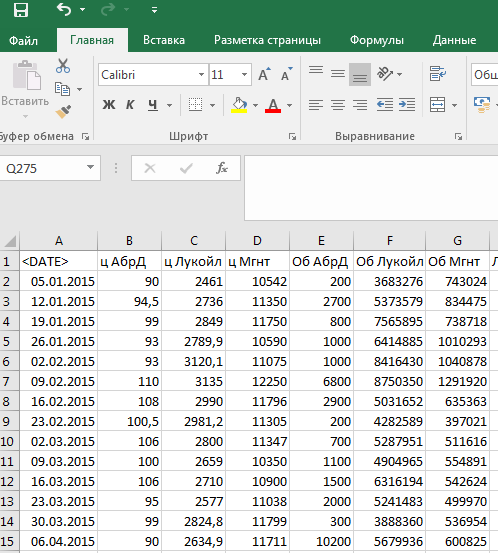 Файл Главная Вставка Разметка страницы Формулы Данные
Calibri 11 Общ
Вставить Ж К Ч А
Буфер обмена Шрифт Выравнивание
Q275 fx
A B C D E F G
1 <DATE> ц АбрД ц Лукойл ц Мгнт Об АбрД Об Лукойл Об Мгнт Л
2 05.01.2015 90 2461 10542 200 3683276 743024
3 12.01.2015 94,5 2736 11350 2700 5373579 834475
4 19.01.2015 99 2849 11750 800 7565895 738718
5 26.01.2015 93 2789,9 10590 1000 6414885 1010293
6 02.02.2015 93 3120,1 11075 1000 8416430 1040878
7 09.02.2015 110 3135 12250 6800 8750350 1291920
8 16.02.2015 108 2990 11796 2900 5031652 635363
9 23.02.2015 100,5 2981,2 11305 200 4282589 397021
10 02.03.2015 106 2800 11347 700 5287951 511616
11 09.03.2015 100 2659 10350 1100 4904965 554891
12 16.03.2015 106 2710 10900 1500 6316194 542624
13 23.03.2015 95 2577 11038 2000 5241483 499970
14 30.03.2015 99 2824,8 11799 300 3888360 536954
15 06.04.2015 90 2634,9 11711 10200 5679936 600825